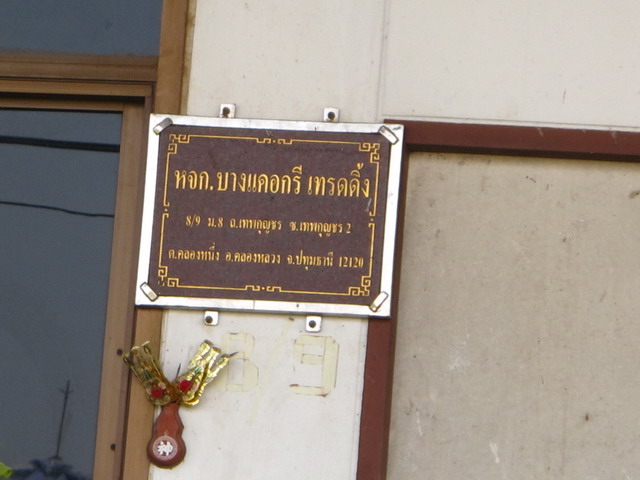 หจก.บางแคอกรี เทรดดิ้ง
8/9 ม.8 ถ.เทพกุญชร ซ.เทพกุญชร 2
ต.คลองหนึ่ง อ.คลองหลวง จ.ปทุมธานี 12120
8 9